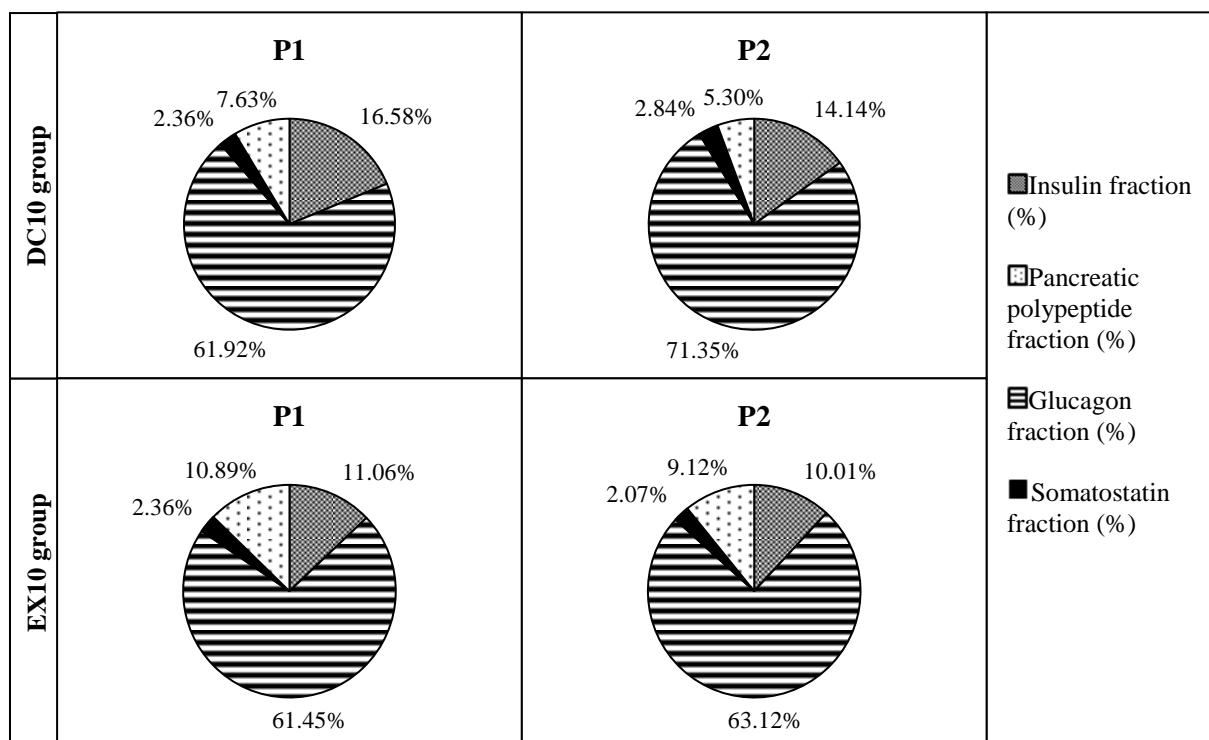 DC10 group
P1
7.63%
2.36%
16.58%
61.92%
P2
5.30%
2.84%
14.14%
71.35%
EX10 group
P1
10.89%
11.06%
2.36%
61.45%
P2
9.12%
10.01%
2.07%
63.12%
Insulin fraction
(%)
Pancreatic
polypeptide
fraction (%)
Glucagon
fraction (%)
Somatostatin
fraction (%)